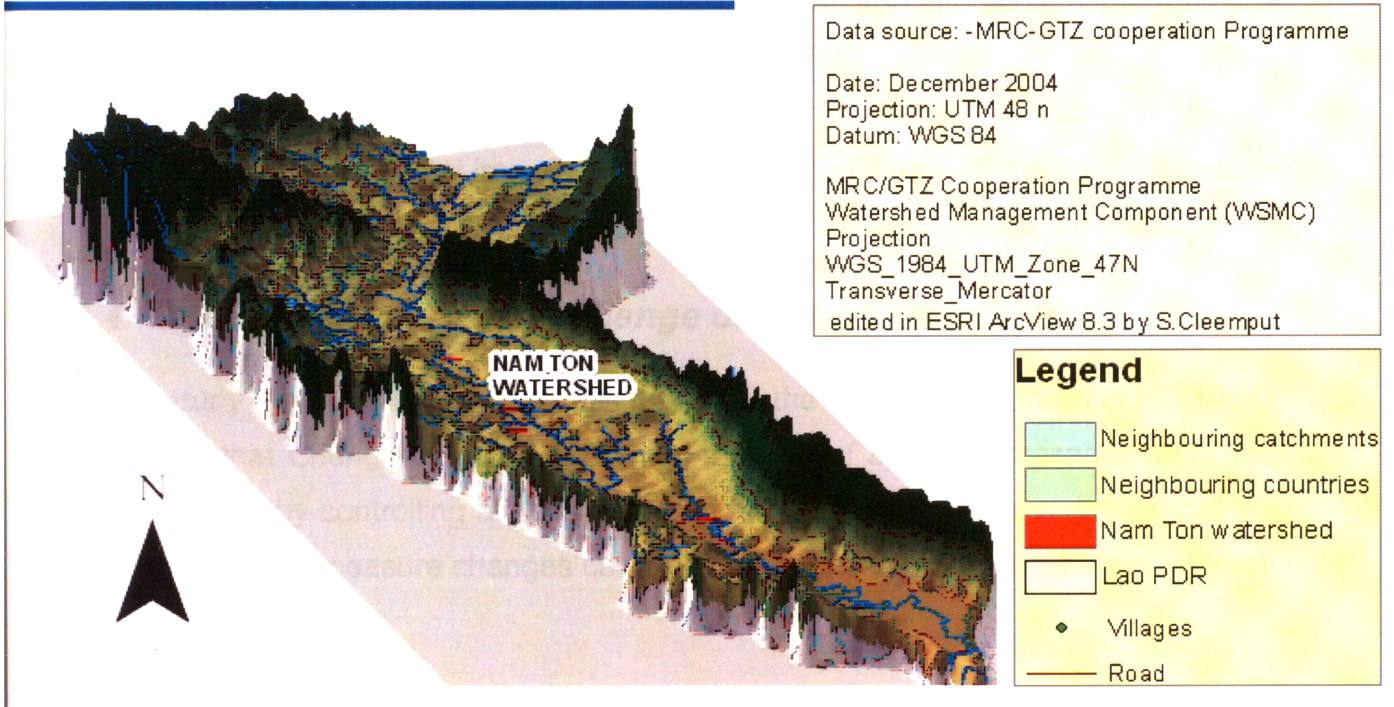 Data source: -MRC-GTZ cooperation Programme
Date: December 2004
Projection: UTM 48 n
Datum: WGS 84
MRC/GTZ Cooperation Programme
Watershed Management Component (WSMC)
Projection
WGS_1984_UTM_Zone_47N
Transverse_Mercator
edited in ESRI ArcView 8.3 by S.Cleemput
NAM TON
WATERSHED
N
Legend
Neighbouring catchments
Neighbouring countries
Nam Ton watershed
Lao PDR
Villages
Road
controlling
changes